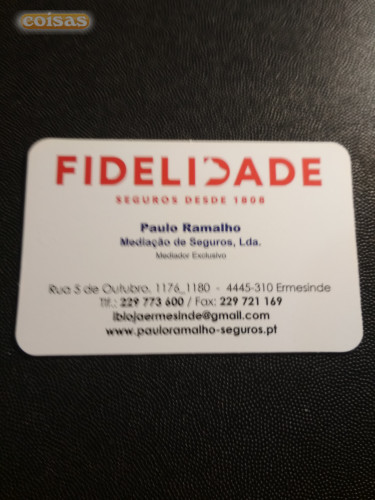 coisas
FIDELIDADE
SEGUROS DESDE 1808
Paulo Ramalho
Mediação de Seguros, Lda.
Mediador Exclusivo
Rua 5 de Outubro, 1176_1180 - 4445-310 Ermesinde
Tlf.: 229 773 600 / Fax: 229 721 169
lblojaermesinde@gmail.com
www.pauloramalho-seguros.pt